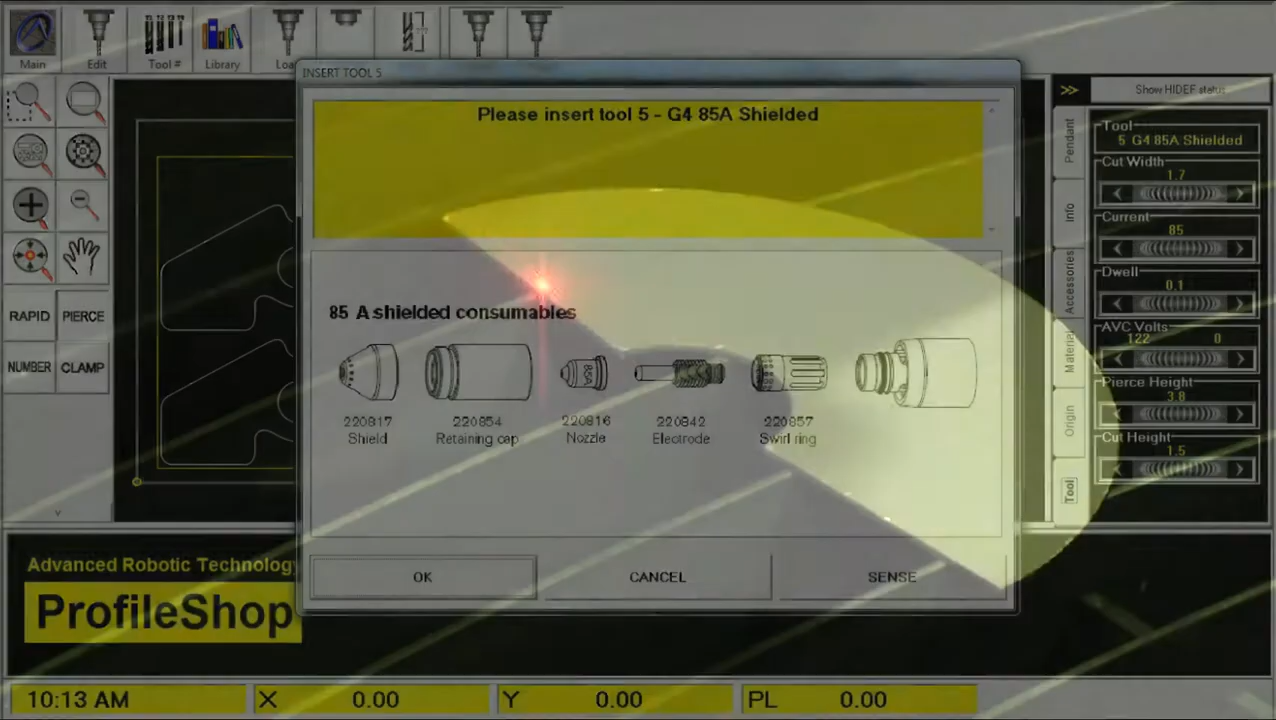 Main
Edit
Tool #
Library
INSERT TOOL 5
Please insert tool 5 - G4 85A Shielded
85 A shielded consumables
85A
220817
Shield
220854
Retaining cap
220816
Nozzle
220842
Electrode
220857
Swirl ring
OK
CANCEL
SENSE
RAPID
PIERCE
NUMBER
CLAMP
>>
Show HIDEF status
Pendant
Info
Accessories
Material
Origin
Tool
Tool
5 G4 85A Shielded
Cut Width
1.7
Current
85
Dwell
0.1
AVC Volts
122 0
Pierce Height
3.8
Cut Height
1.5
Advanced Robotic Technology
ProfileShop
10:13 AM
X 0.00
Y 0.00
PL 0.00